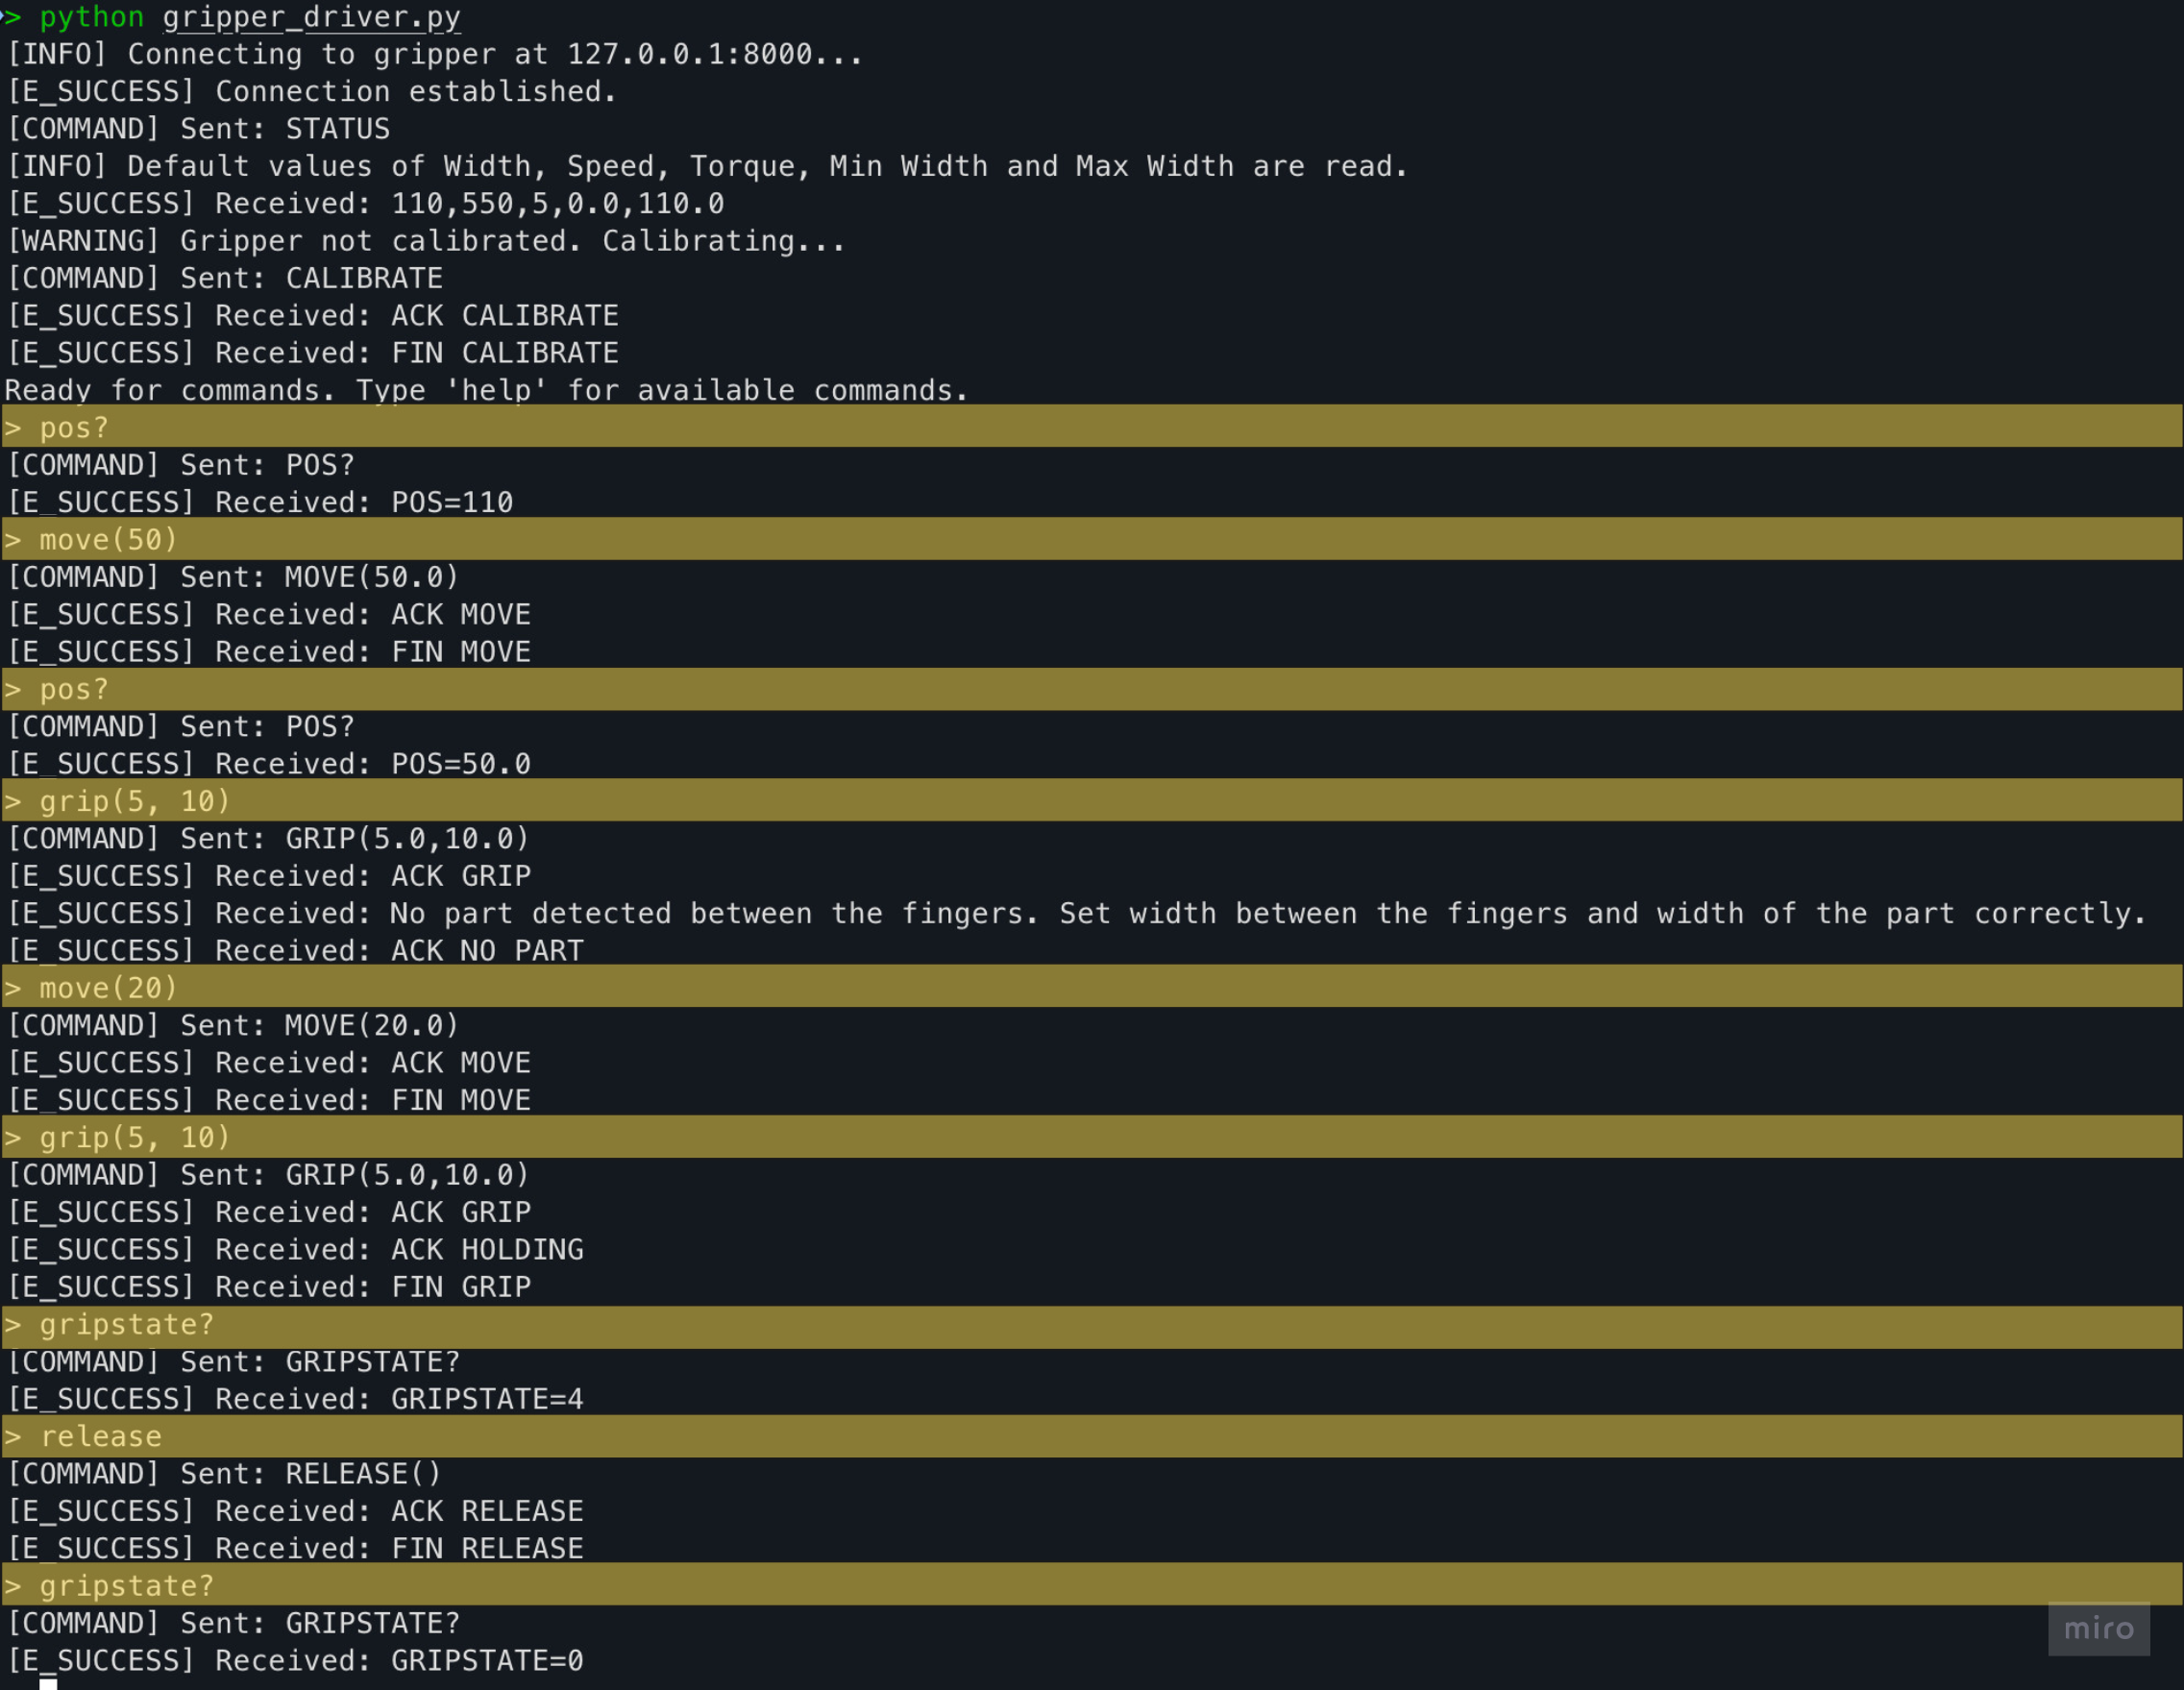 > python gripper_driver.py
[INFO] Connecting to gripper at 127.0.0.1:8000...
[E_SUCCESS] Connection established.
[COMMAND] Sent: STATUS
[INFO] Default values of Width, Speed, Torque, Min Width and Max Width are read.
[E_SUCCESS] Received: 110,550,5,0.0,110.0
[WARNING] Gripper not calibrated. Calibrating...
[COMMAND] Sent: CALIBRATE
[E_SUCCESS] Received: ACK CALIBRATE
[E_SUCCESS] Received: FIN CALIBRATE
Ready for commands. Type 'help' for available commands.
> pos?
[COMMAND] Sent: POS?
[E_SUCCESS] Received: POS=110
> move(50)
[COMMAND] Sent: MOVE(50.0)
[E_SUCCESS] Received: ACK MOVE
[E_SUCCESS] Received: FIN MOVE
> pos?
[COMMAND] Sent: POS?
[E_SUCCESS] Received: POS=50.0
> grip(5, 10)
[COMMAND] Sent: GRIP(5.0,10.0)
[E_SUCCESS] Received: ACK GRIP
[E_SUCCESS] Received: No part detected between the fingers. Set width between the fingers and width of the part correctly.
[E_SUCCESS] Received: ACK NO PART
> move(20)
[COMMAND] Sent: MOVE(20.0)
[E_SUCCESS] Received: ACK MOVE
[E_SUCCESS] Received: FIN MOVE
> grip(5, 10)
[COMMAND] Sent: GRIP(5.0,10.0)
[E_SUCCESS] Received: ACK GRIP
[E_SUCCESS] Received: ACK HOLDING
[E_SUCCESS] Received: FIN GRIP
> gripstate?
[COMMAND] Sent: GRIPSTATE?
[E_SUCCESS] Received: GRIPSTATE=4
> release
[COMMAND] Sent: RELEASE()
[E_SUCCESS] Received: ACK RELEASE
[E_SUCCESS] Received: FIN RELEASE
> gripstate?
[COMMAND] Sent: GRIPSTATE?
[E_SUCCESS] Received: GRIPSTATE=0
miro